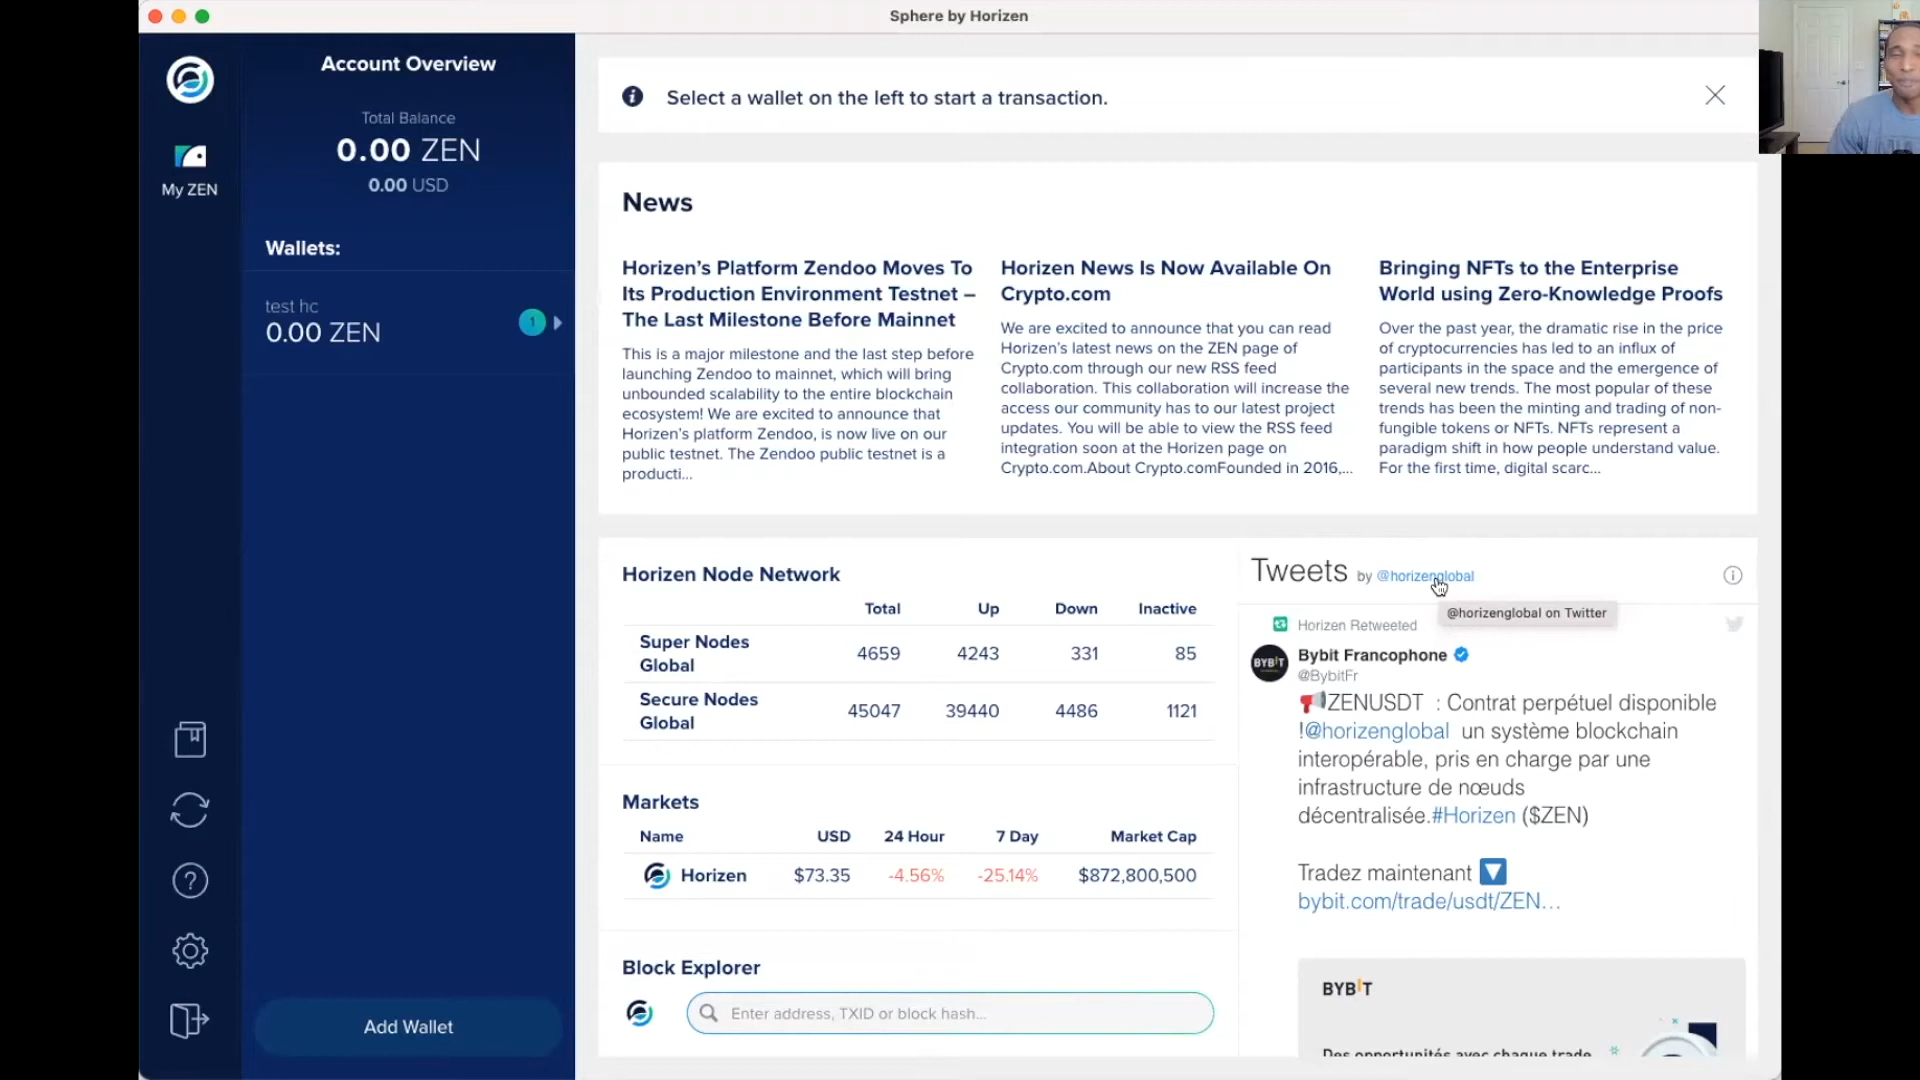 Sphere by Horizen
My ZEN
Account Overview
Total Balance
0.00 ZEN
0.00 USD
Wallets:
test hc
0.00 ZEN
1
Add Wallet
Select a wallet on the left to start a transaction.
News
Horizen's Platform Zendoo Moves To
Its Production Environment Testnet –
The Last Milestone Before Mainnet
This is a major milestone and the last step before
launching Zendoo to mainnet, which will bring
unbounded scalability to the entire blockchain
ecosystem! We are excited to announce that
Horizen's platform Zendoo, is now live on our
public testnet. The Zendoo public testnet is a
producti...
Horizen News Is Now Available On
Crypto.com
We are excited to announce that you can read
Horizen's latest news on the ZEN page of
Crypto.com through our new RSS feed
collaboration. This collaboration will increase the
access our community has to our latest project
updates. You will be able to view the RSS feed
integration soon at the Horizen page on
Crypto.com.About Crypto.comFounded in 2016,...
Bringing NFTs to the Enterprise
World using Zero-Knowledge Proofs
Over the past year, the dramatic rise in the price
of cryptocurrencies has led to an influx of
participants in the space and the emergence of
several new trends. The most popular of these
trends has been the minting and trading of non-
fungible tokens or NFTs. NFTs represent a
paradigm shift in how people understand value.
For the first time, digital scarc...
Horizen Node Network
Total Up Down Inactive
Super Nodes
Global
4659 4243 331 85
Secure Nodes
Global
45047 39440 4486 1121
Markets
Name USD 24 Hour 7 Day Market Cap
Horizen $73.35 -4.56% -25.14% $872,800,500
Block Explorer
Enter address, TXID or block hash...
Tweets by @horizenglobal
@horizenglobal on Twitter
Horizen Retweeted
BYBIT
Bybit Francophone
@BybitFr
📢ZENUSDT : Contrat perpétuel disponible
!@horizenglobal un système blockchain
interopérable, pris en charge par une
infrastructure de nœuds
décentralisée.#Horizen ($ZEN)
Tradez maintenant 🔽
bybit.com/trade/usdt/ZEN…
BYBIT
Des opportunités avec chaque trade